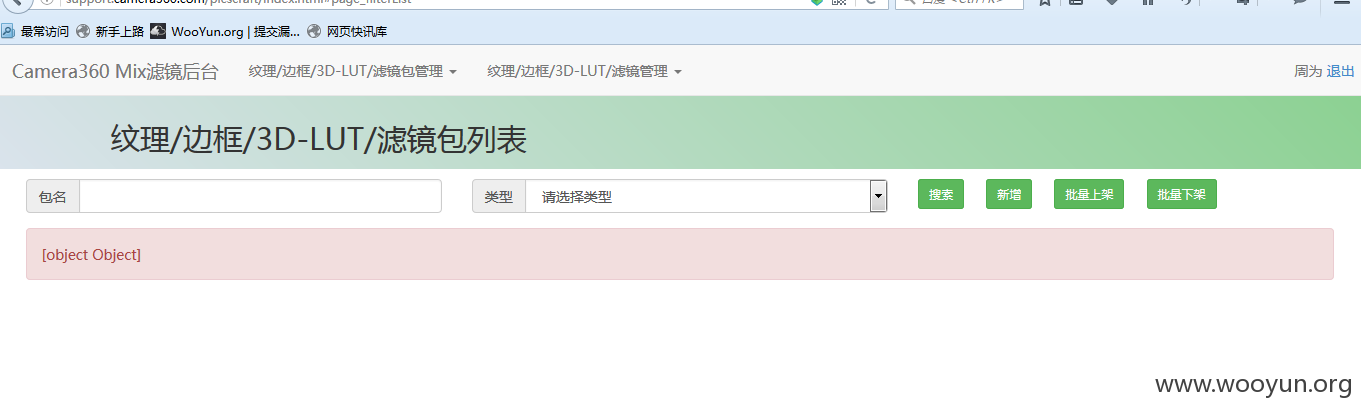 support.camera360.com/picscraft/index.html#page_filterList
最常访问 新手上路 WooYun.org | 提交漏... 网页快讯库
Camera360 Mix滤镜后台 纹理/边框/3D-LUT/滤镜包管理 纹理/边框/3D-LUT/滤镜管理 周为 退出
纹理/边框/3D-LUT/滤镜包列表
包名 类型 请选择类型 搜索 新增 批量上架 批量下架
[object Object]
www.wooyun.org